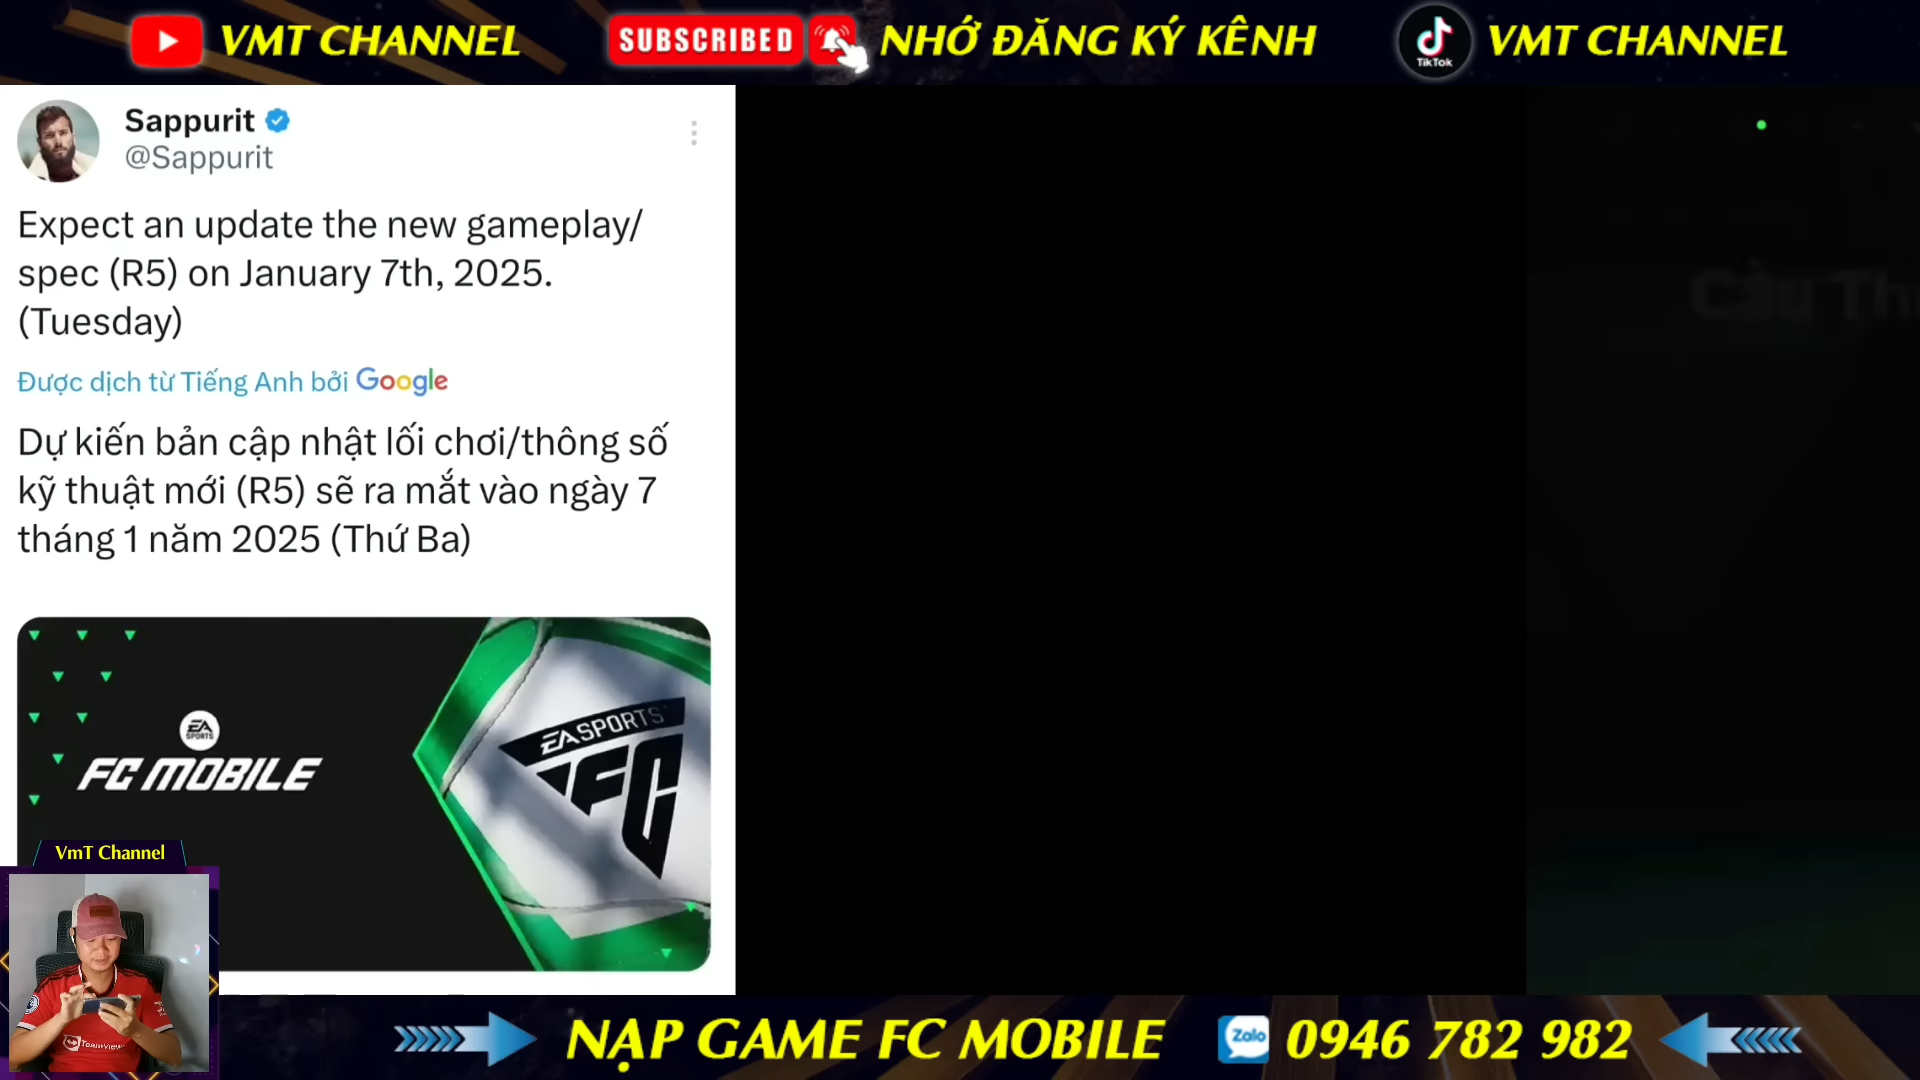 VMT CHANNEL
SUBSCRIBED
NHỚ ĐĂNG KÝ KÊNH
TikTok
VMT CHANNEL
Sappurit
@Sappurit
Expect an update the new gameplay/
spec (R5) on January 7th, 2025.
(Tuesday)
Được dịch từ Tiếng Anh bởi Google
Dự kiến bản cập nhật lối chơi/thông số
kỹ thuật mới (R5) sẽ ra mắt vào ngày 7
tháng 1 năm 2025 (Thứ Ba)
EA
SPORTS
FC MOBILE
EA SPORTS
FC
Cầu Th
VmT Channel
TeamView
NẠP GAME FC MOBILE
Zalo
0946 782 982